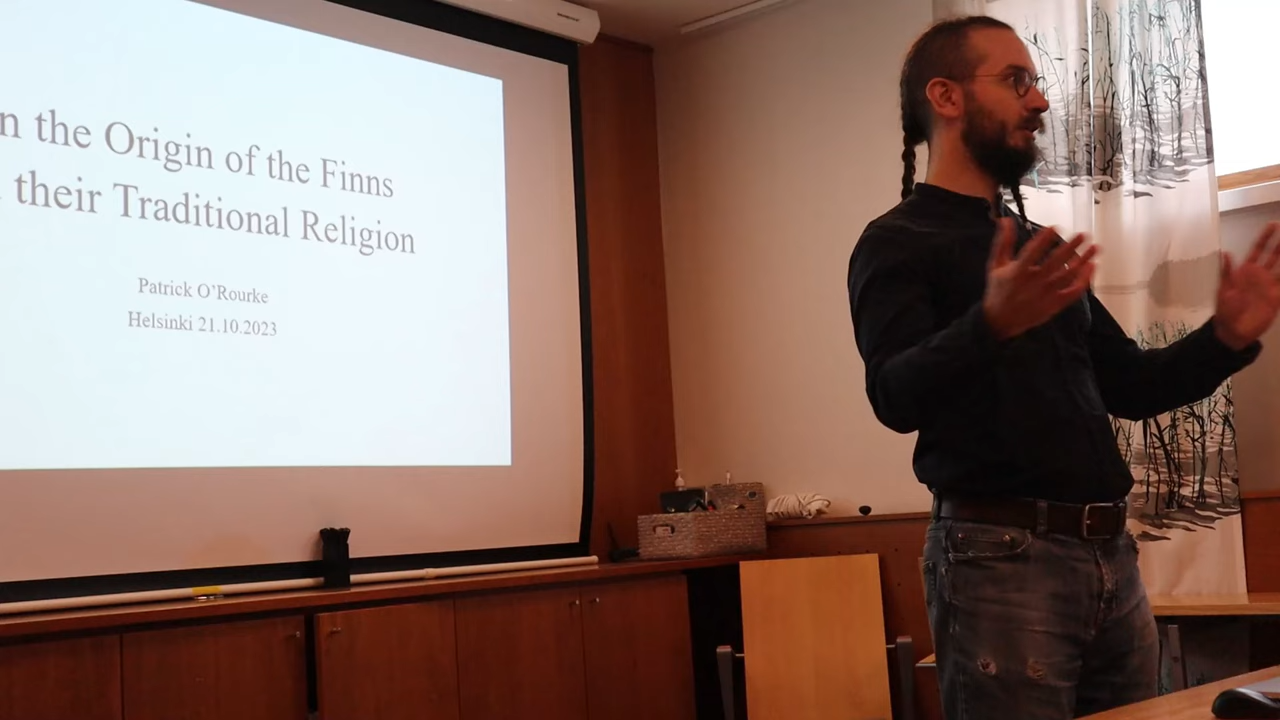 n the Origin of the Finns
their Traditional Religion
Patrick O'Rourke
Helsinki 21.10.2023